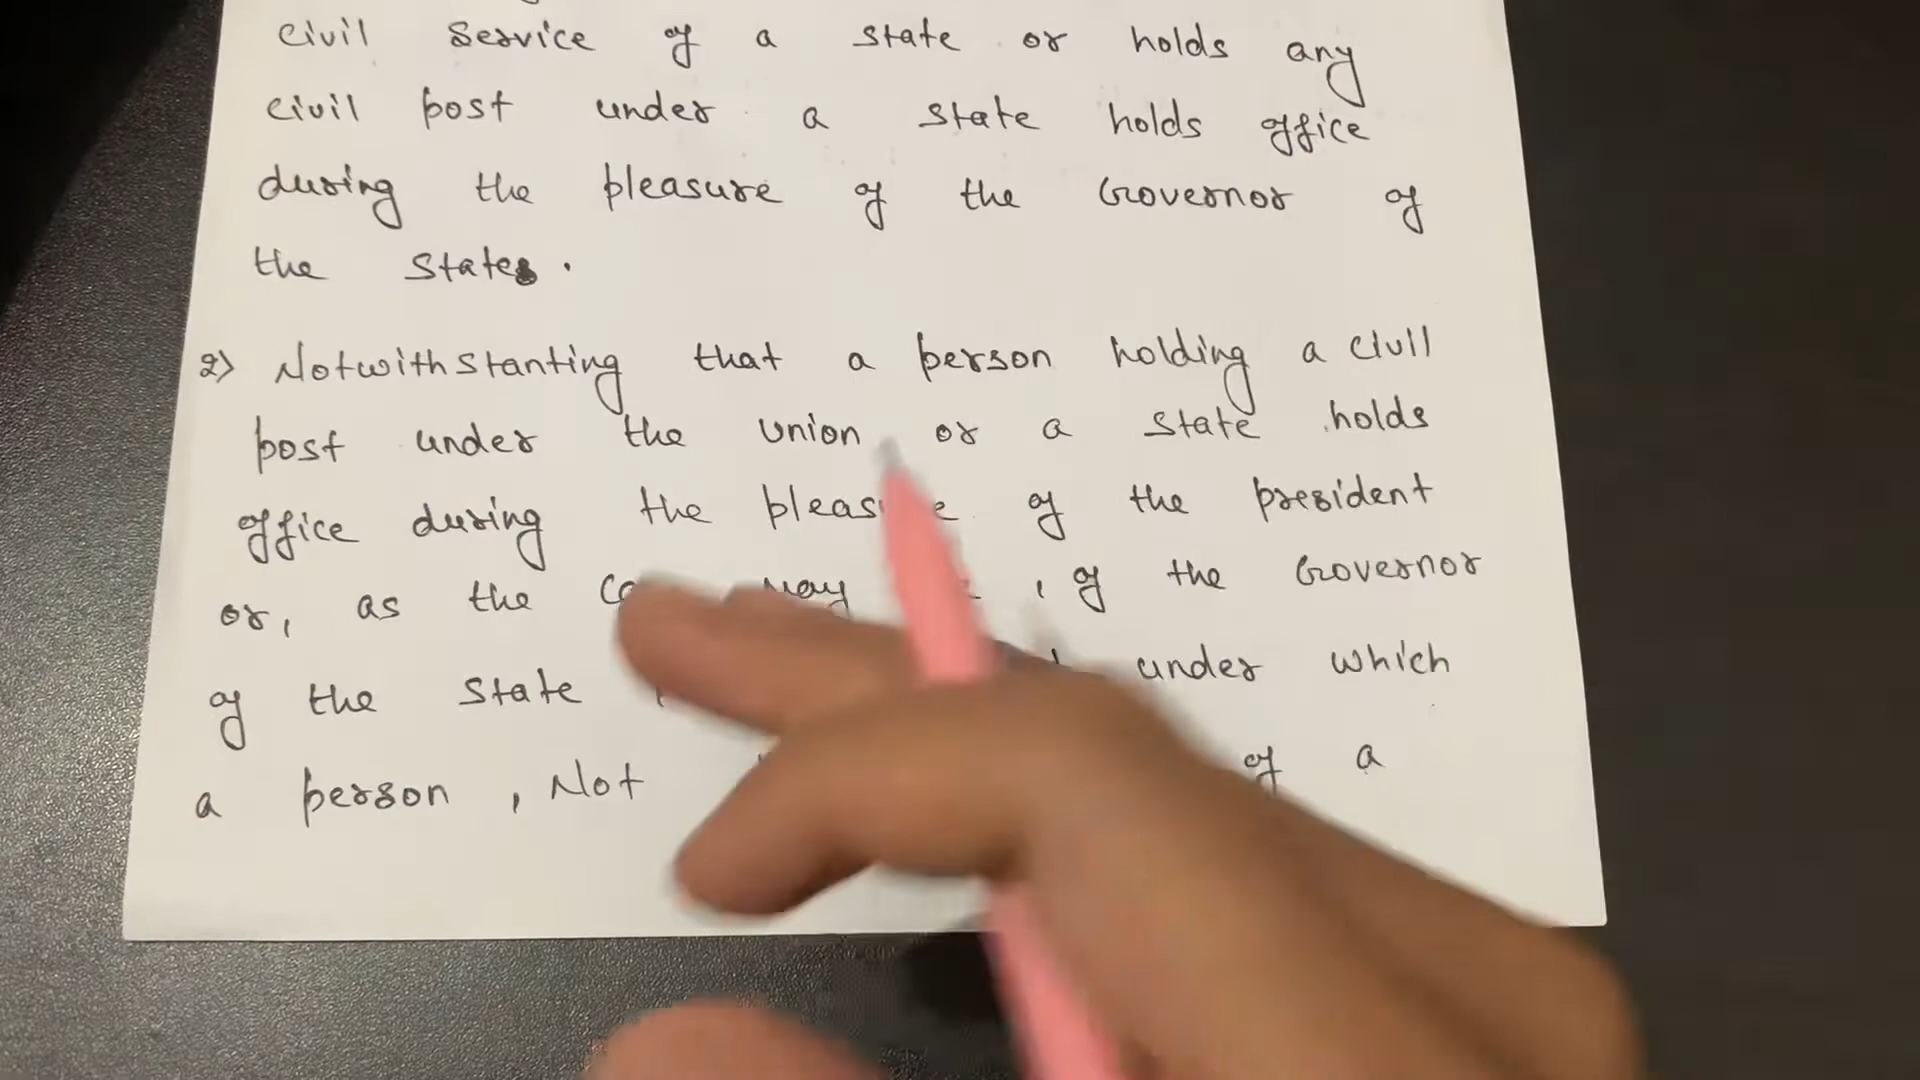 civil service of a state or holds any
civil post under a state holds office
during the pleasure of the Governor of
the State.
2) Notwithstanting that a person holding a civil
post under the union or a state holds
office during the of the president
or, as the may , of the Governor
of the State under which
a person , Not of a